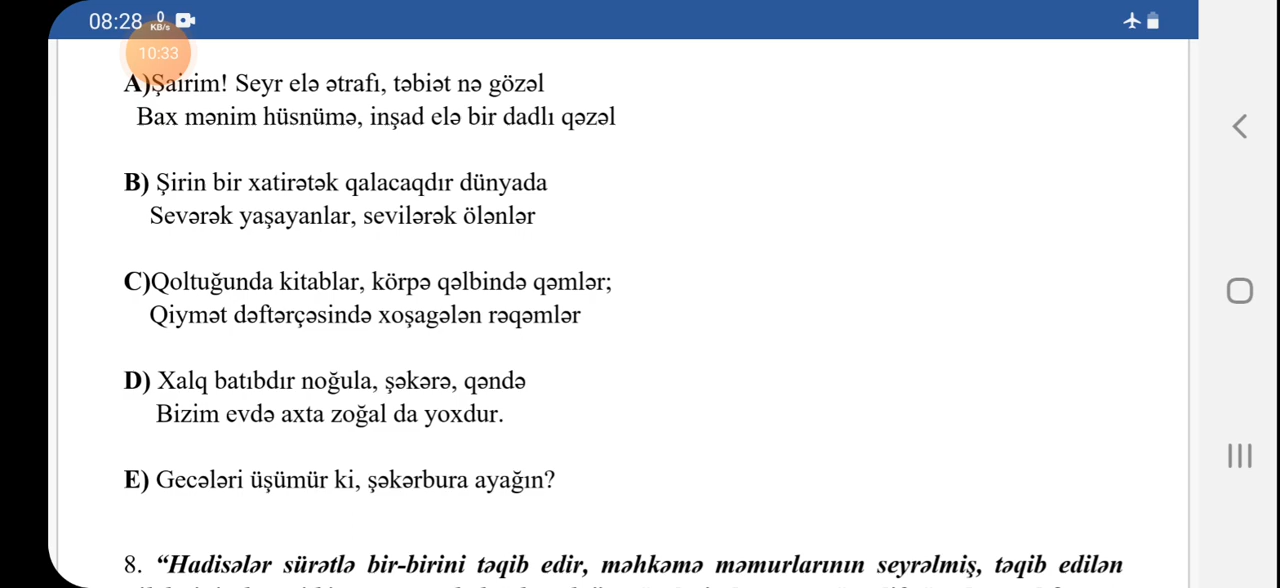 08:28 0 KB/s
10:33
A)Şairim! Seyr elə ətrafı, təbiət nə gözəl
Bax mənim hüsnümə, inşad elə bir dadlı qəzəl
B) Şirin bir xatirətək qalacaqdır dünyada
Sevərək yaşayanlar, sevilərək ölənlər
C)Qoltuğunda kitablar, körpə qəlbində qəmlər;
Qiymət dəftərçəsində xoşagələn rəqəmlər
D) Xalq batıbdır noğula, şəkərə, qəndə
Bizim evdə axta zoğal da yoxdur.
E) Gecələri üşümür ki, şəkərbura ayağın?
8. “Hadisələr sürətlə bir-birini təqib edir, məhkəmə məmurlarının seyrəlmiş, təqib edilən